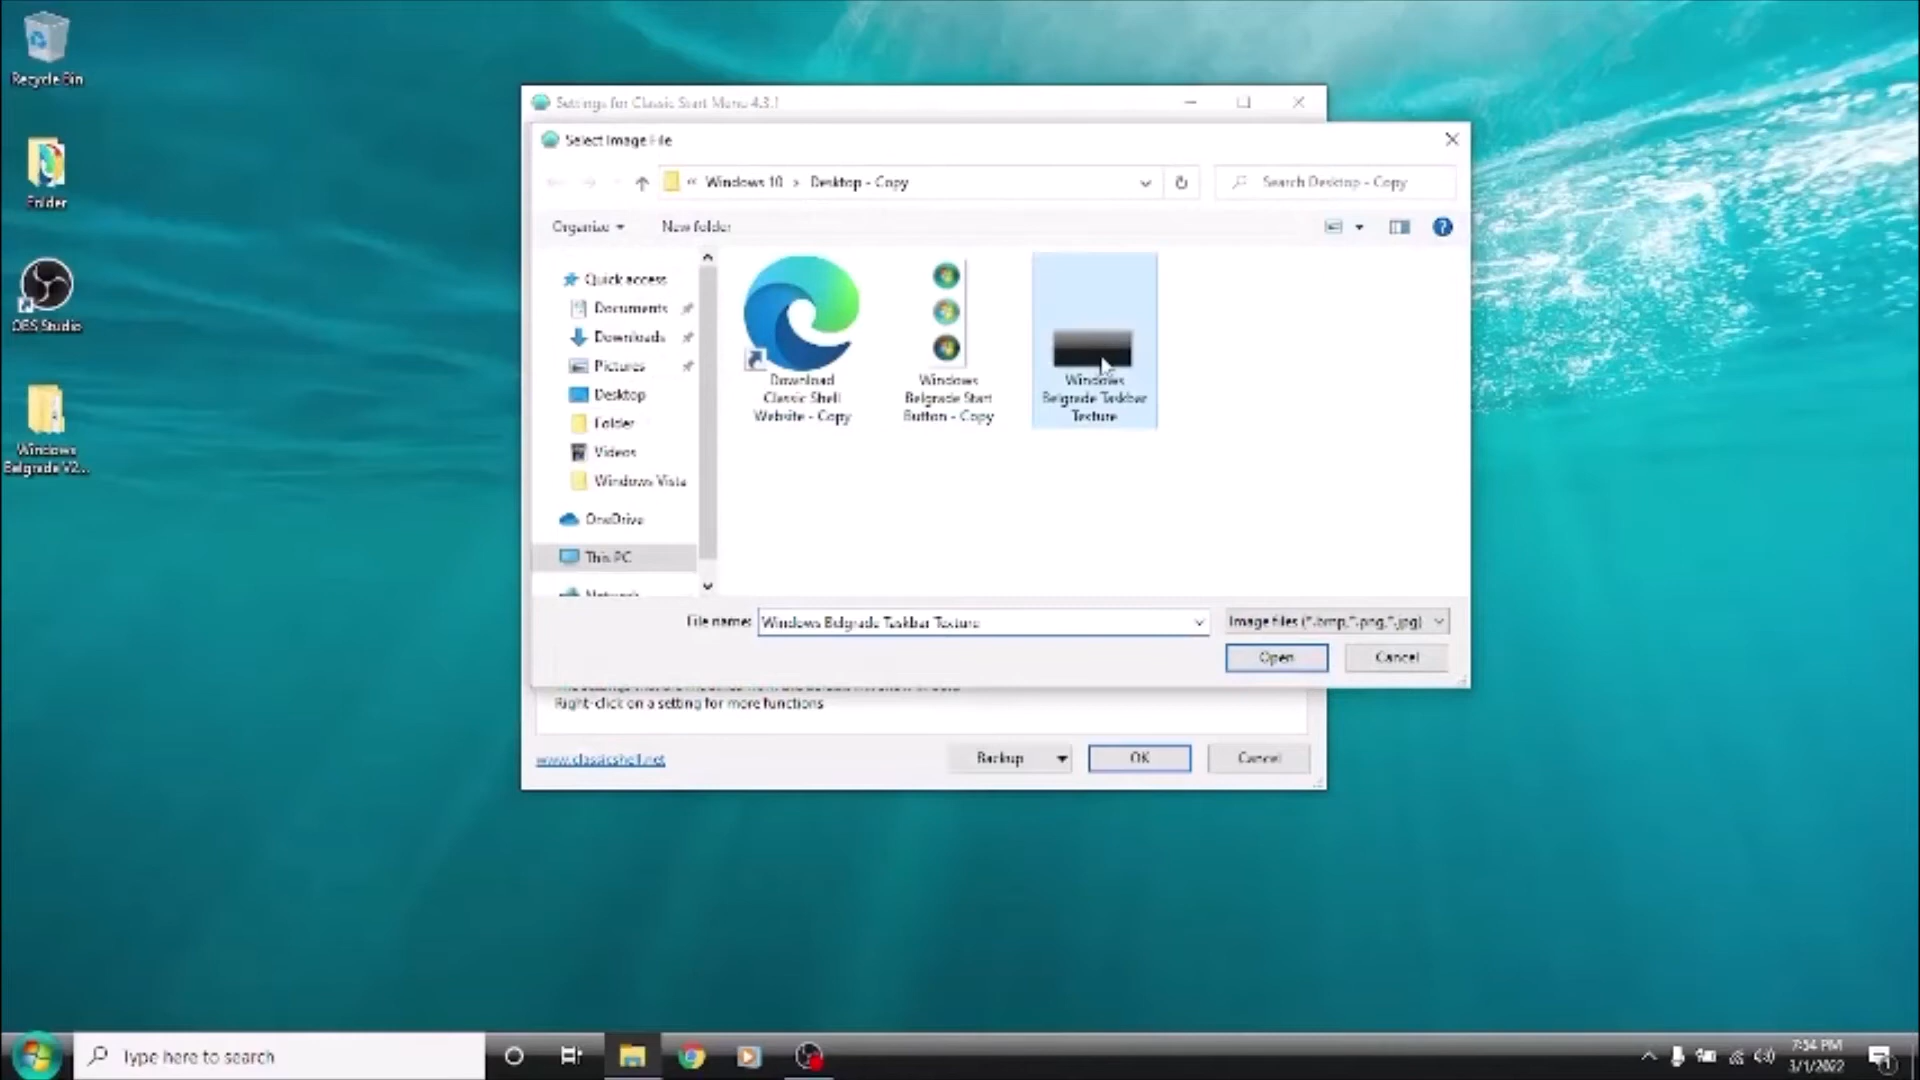 Recycle Bin
Folder
OBS Studio
Windows
Belgrade V2...
Settings for Classic Start Menu 4.3.1
Select Image File
« Windows 10 › Desktop - Copy
Search Desktop - Copy
Organize
New folder
Quick access
Documents
Downloads
Pictures
Desktop
Folder
Videos
Windows Vista
OneDrive
This PC
Network
Download
Classic Shell
Website - Copy
Windows
Belgrade Start
Button - Copy
Windows
Belgrade Taskbar
Texture
File name:
Windows Belgrade Taskbar Texture
Image files (*.bmp,*.png,*.jpg)
Open
Cancel
Right-click on a setting for more functions
www.classicshell.net
Backup
OK
Cancel
Type here to search
7:54 PM
3/1/2022